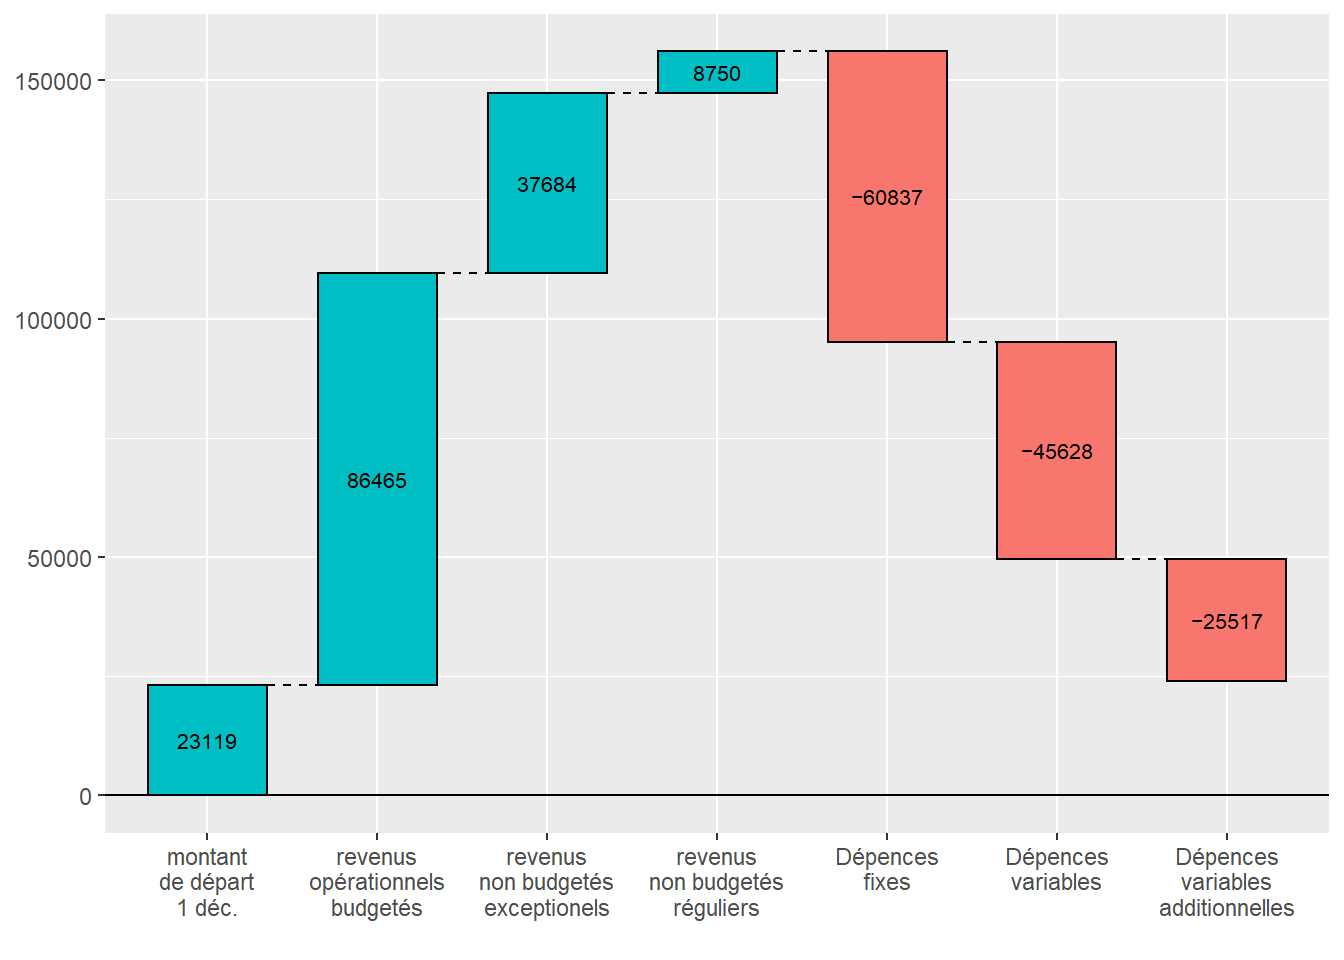 150000
100000
50000
0
23119
86465
37684
8750
−60837
−45628
−25517
montant
de départ
1 déc.
revenus
opérationnels
budgetés
revenus
non budgetés
exceptionels
revenus
non budgetés
réguliers
Dépences
fixes
Dépences
variables
Dépences
variables
additionnelles